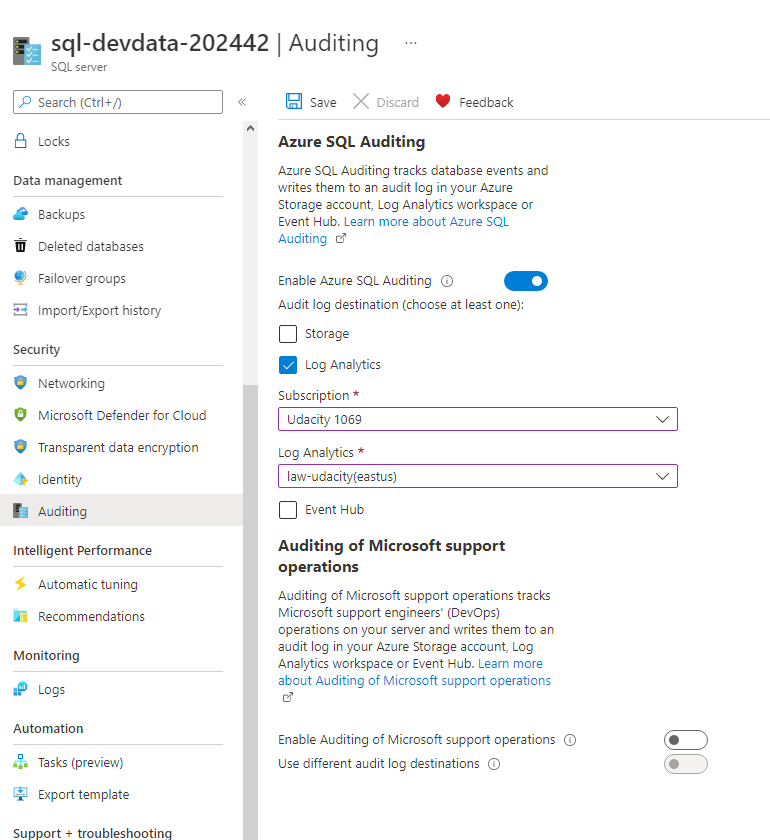 sql-devdata-202442 | Auditing ...
SQL server
Search (Ctrl+/)
«
Locks
Data management
Backups
Deleted databases
Failover groups
Import/Export history
Security
Networking
Microsoft Defender for Cloud
Transparent data encryption
Identity
Auditing
Intelligent Performance
Automatic tuning
Recommendations
Monitoring
Logs
Automation
Tasks (preview)
Export template
Support + troubleshooting
Save Discard Feedback
Azure SQL Auditing
Azure SQL Auditing tracks database events and
writes them to an audit log in your Azure
Storage account, Log Analytics workspace or
Event Hub. Learn more about Azure SQL
Auditing
Enable Azure SQL Auditing
Audit log destination (choose at least one):
Storage
Log Analytics
Subscription *
Udacity 1069
Log Analytics *
law-udacity(eastus)
Event Hub
Auditing of Microsoft support
operations
Auditing of Microsoft support operations tracks
Microsoft support engineers' (DevOps)
operations on your server and writes them to an
audit log in your Azure Storage account, Log
Analytics workspace or Event Hub. Learn more
about Auditing of Microsoft support operations
Enable Auditing of Microsoft support operations
Use different audit log destinations